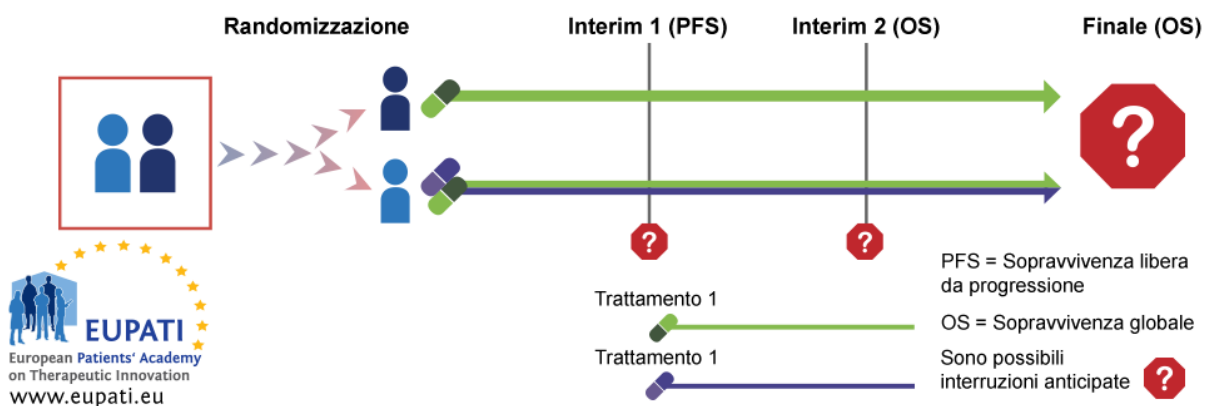 Randomizzazione
Interim 1 (PFS)
Interim 2 (OS)
Finale (OS)
?
?
?
PFS = Sopravvivenza libera
da progressione
Trattamento 1
OS = Sopravvivenza globale
Trattamento 1
Sono possibili
interruzioni anticipate
?
EUPATI
European Patients' Academy
on Therapeutic Innovation
www.eupati.eu